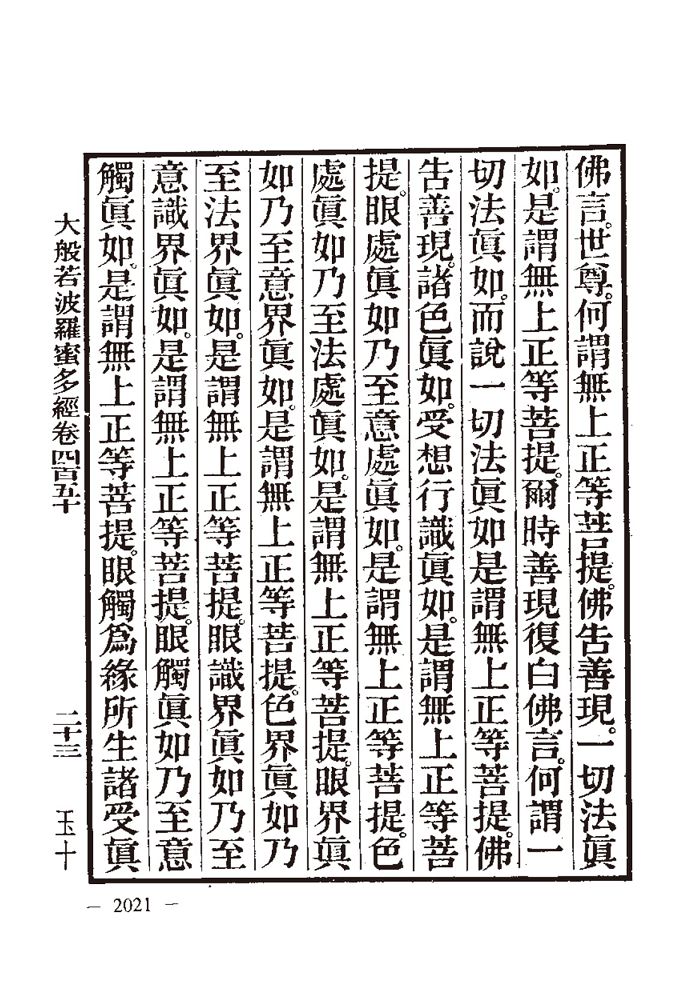 佛言。世尊。何謂無上正等菩提。佛告善現。一切法眞
如。是謂無上正等菩提。爾時善現復白佛言。何謂一
切法眞如。而說一切法眞如是謂無上正等菩提。佛
告善現。諸色眞如。受想行識眞如。是謂無上正等菩
提。眼處眞如乃至意處眞如。是謂無上正等菩提。色
處眞如乃至法處眞如。是謂無上正等菩提。眼界眞
如乃至意界眞如。是謂無上正等菩提。色界眞如乃
至法界眞如。是謂無上正等菩提。眼識界眞如乃至
意識界眞如。是謂無上正等菩提。眼觸眞如乃至意
觸眞如。是謂無上正等菩提。眼觸爲緣所生諸受眞
大般若波羅蜜多經卷四百五十 二十三 玉十
— 2021 —